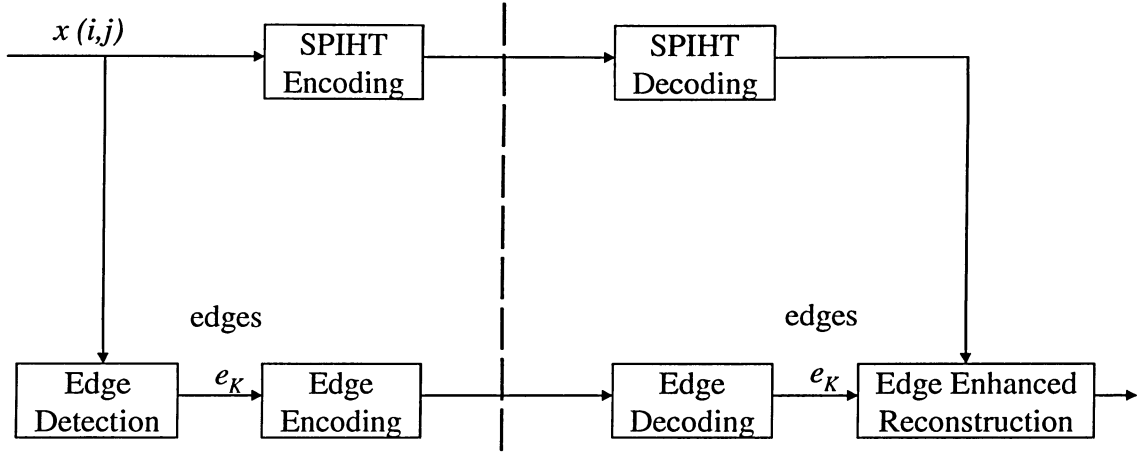 x (i,j)
SPIHT
Encoding
SPIHT
Decoding
edges
edges
Edge
Detection
e_K
Edge
Encoding
Edge
Decoding
e_K
Edge Enhanced
Reconstruction